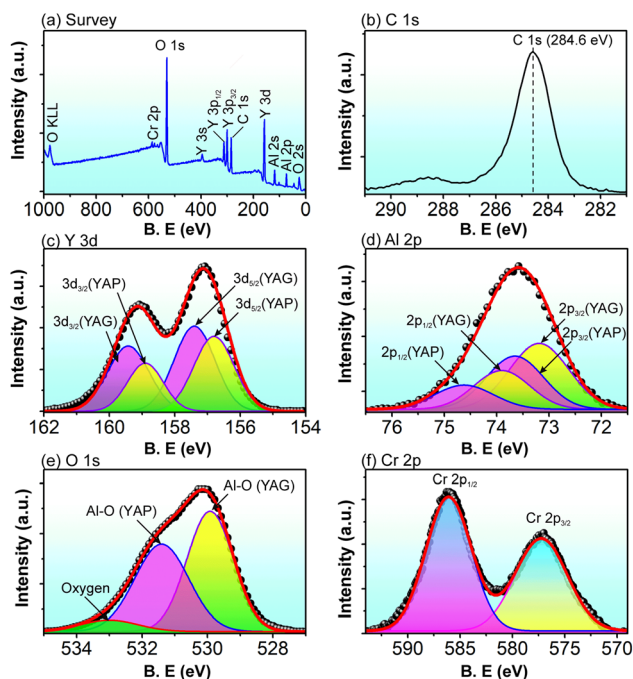 (a) Survey
O 1s
O KLL
Cr 2p
Y 3s
Y 3p1/2
Y 3p3/2
C 1s
Y 3d
Al 2s
Al 2p
O 2s
Intensity (a.u.)
1000 800 600 400 200 0
B. E (eV)
(b) C 1s
C 1s (284.6 eV)
Intensity (a.u.)
290 288 286 284 282
B. E. (eV)
(c) Y 3d
3d3/2(YAP)
3d3/2(YAG)
3d5/2(YAG)
3d5/2(YAP)
Intensity (a.u.)
162 160 158 156 154
B. E (eV)
(d) Al 2p
2p1/2(YAG)
2p1/2(YAP)
2p3/2(YAG)
2p3/2(YAP)
Intensity (a.u.)
76 75 74 73 72
B. E (eV)
(e) O 1s
Al-O (YAG)
Al-O (YAP)
Oxygen
Intensity (a.u.)
534 532 530 528
B. E (eV)
(f) Cr 2p
Cr 2p1/2
Cr 2p3/2
Intensity (a.u.)
590 585 580 575 570
B. E (eV)